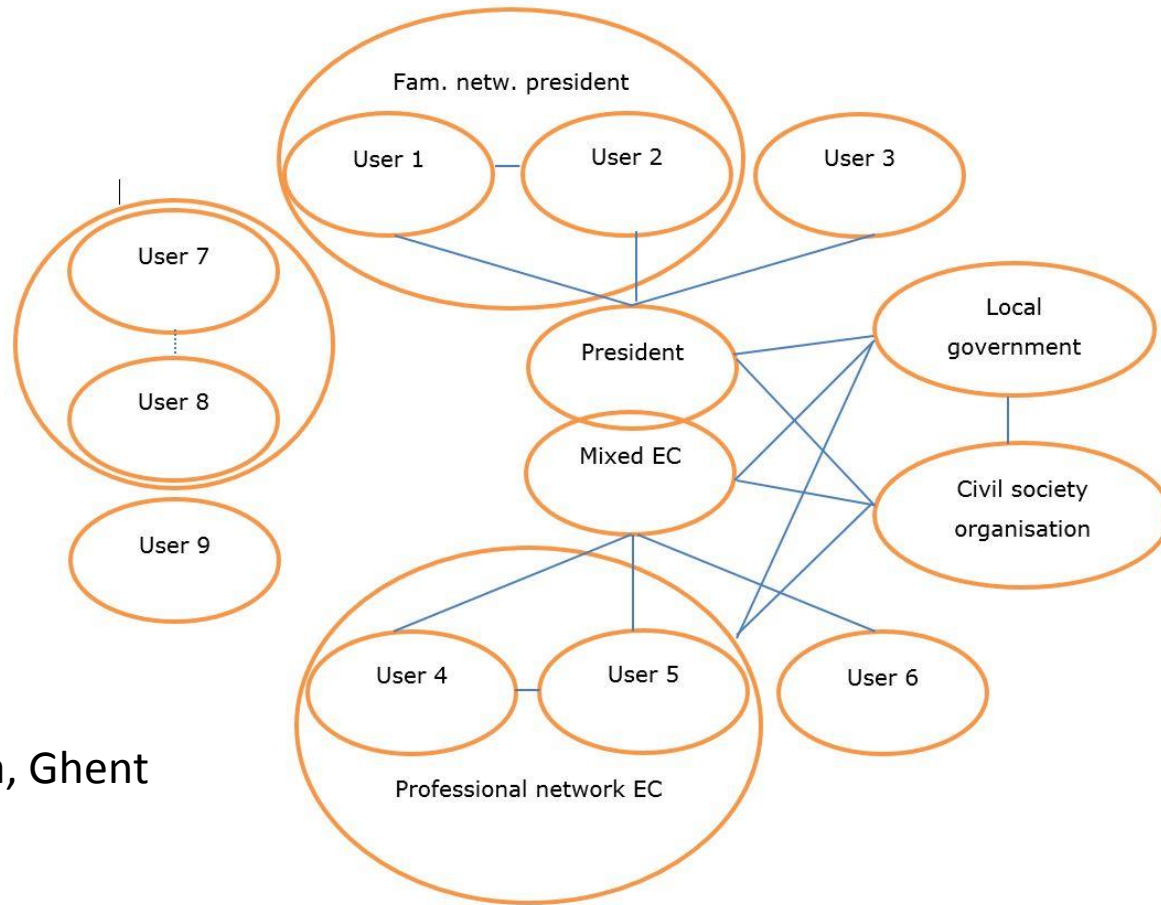 Fam. netw. president
User 1
User 2
User 3
User 7
User 8
User 9
President
Mixed EC
Local
government
Civil society
organisation
User 4
User 5
User 6
Professional network EC
, Ghent